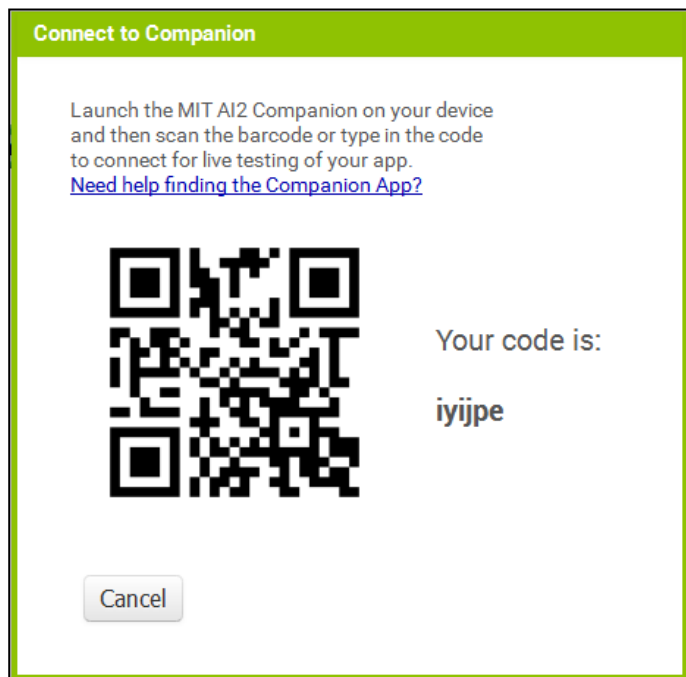 Connect to Companion
Launch the MIT AI2 Companion on your device
and then scan the barcode or type in the code
to connect for live testing of your app.
Need help finding the Companion App?
Your code is:
iyijpe
Cancel